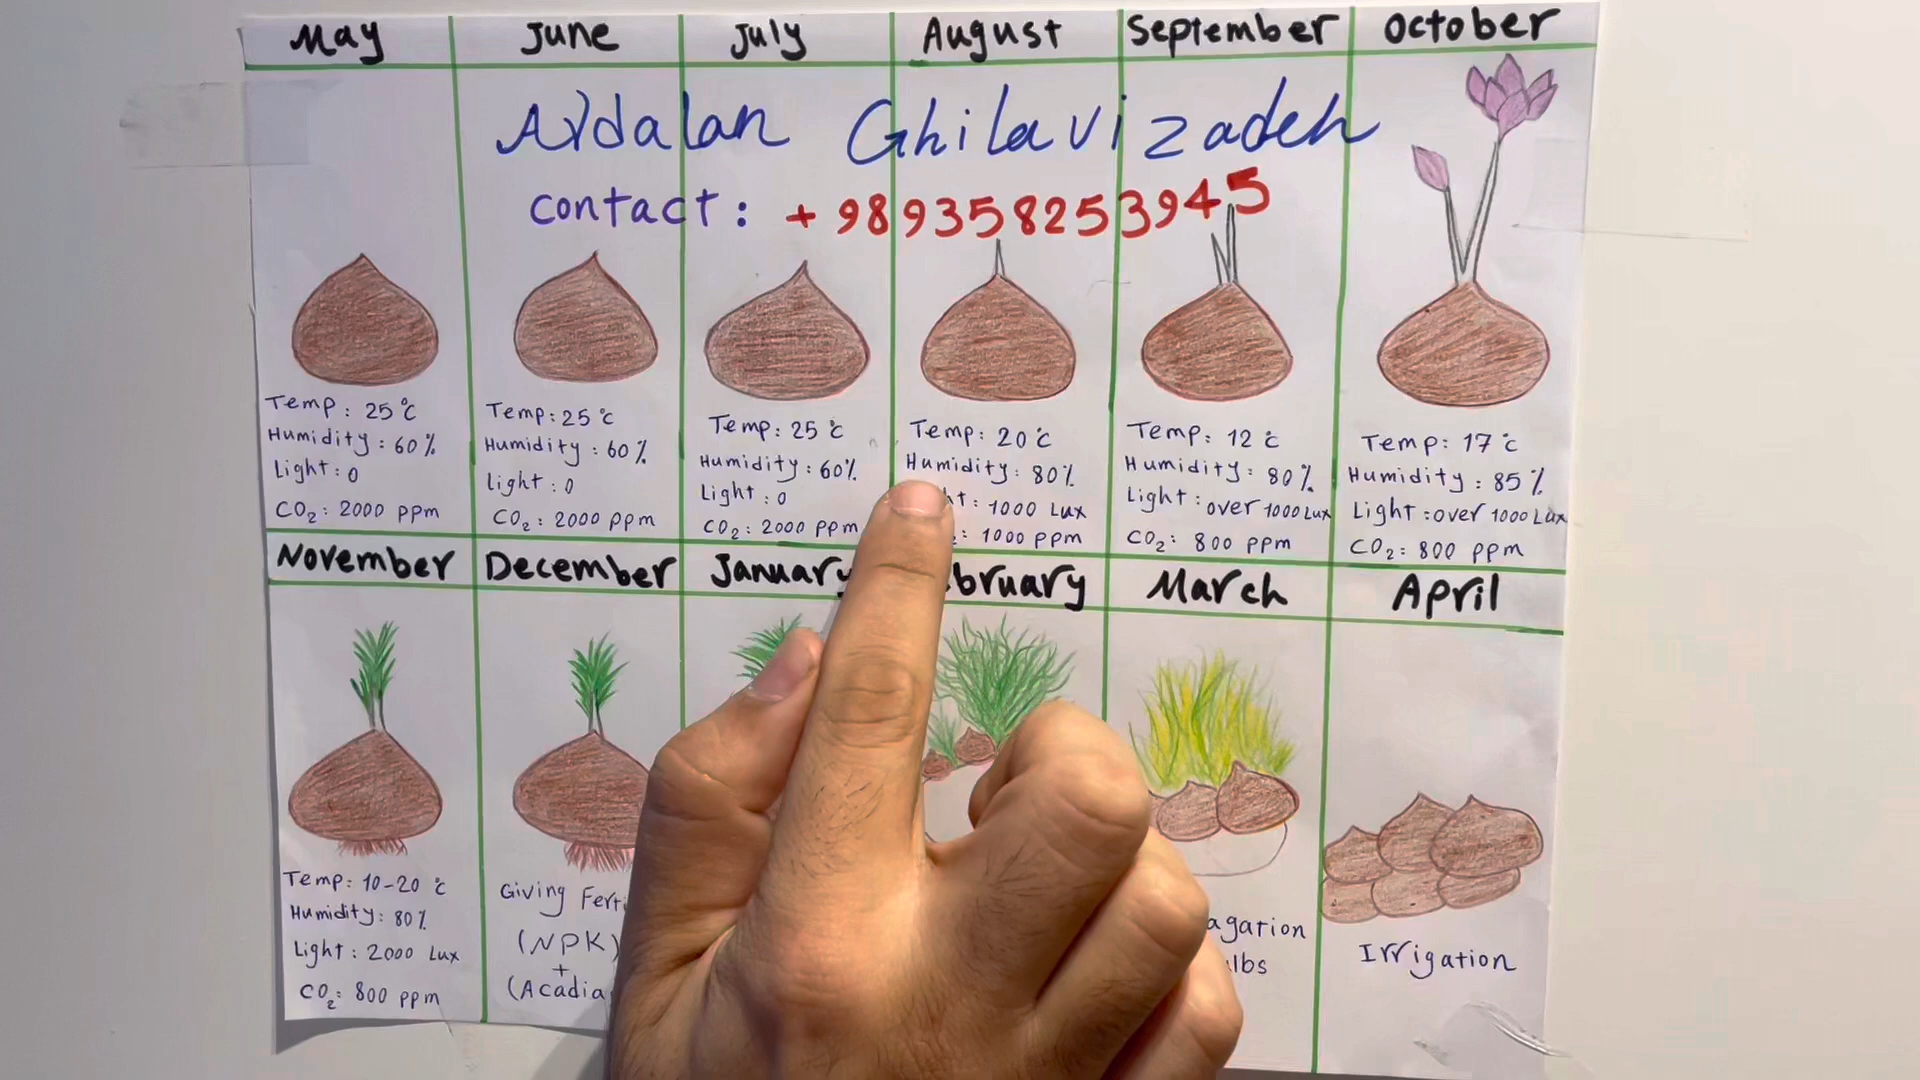 May June July August September October
Ardalan Ghilavizadeh
contact: +989358253945
Temp: 25°c
Humidity: 60%
Light: 0
CO2: 2000 ppm
Temp: 25°c
Humidity: 60%
Light: 0
CO2: 2000 ppm
Temp: 25°c
Humidity: 60%
Light: 0
CO2: 2000 ppm
Temp: 20°c
Humidity: 80%
1000 Lux
1000 ppm
Temp: 12°c
Humidity: 80%
Light: over 1000 Lux
CO2: 800 ppm
Temp: 17°c
Humidity: 85%
Light: over 1000 Lux
CO2: 800 ppm
November December January March April
Temp: 10-20°c
Humidity: 80%
Light: 2000 Lux
CO2: 800 ppm
Giving
(NPK)
+
Irrigation